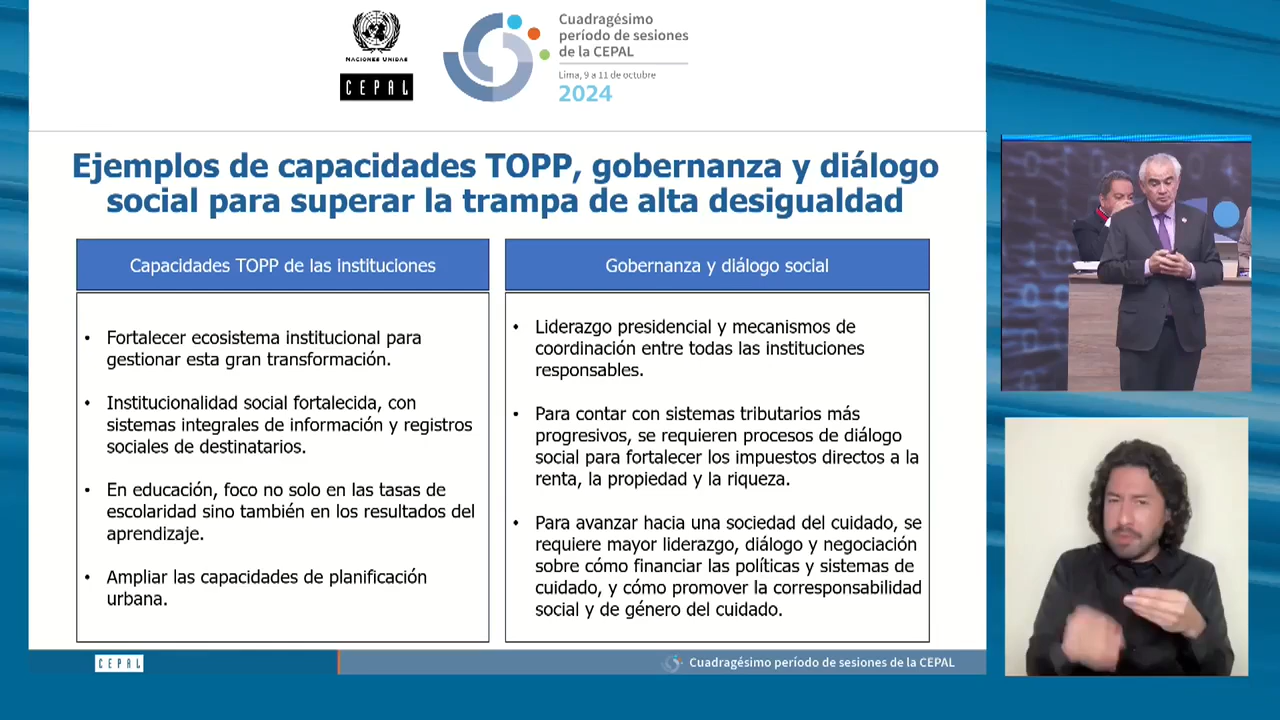 NACIONES UNIDAS
CEPAL
Cuadragésimo
período de sesiones
de la CEPAL
Lima, 9 a 11 de octubre
2024
Ejemplos de capacidades TOPP, gobernanza y diálogo
social para superar la trampa de alta desigualdad
Capacidades TOPP de las instituciones
• Fortalecer ecosistema institucional para
gestionar esta gran transformación.
• Institucionalidad social fortalecida, con
sistemas integrales de información y registros
sociales de destinatarios.
• En educación, foco no solo en las tasas de
escolaridad sino también en los resultados del
aprendizaje.
• Ampliar las capacidades de planificación
urbana.
Gobernanza y diálogo social
• Liderazgo presidencial y mecanismos de
coordinación entre todas las instituciones
responsables.
• Para contar con sistemas tributarios más
progresivos, se requieren procesos de diálogo
social para fortalecer los impuestos directos a la
renta, la propiedad y la riqueza.
• Para avanzar hacia una sociedad del cuidado, se
requiere mayor liderazgo, diálogo y negociación
sobre cómo financiar las políticas y sistemas de
cuidado, y cómo promover la corresponsabilidad
social y de género del cuidado.
CEPAL
Cuadragésimo período de sesiones de la CEPAL